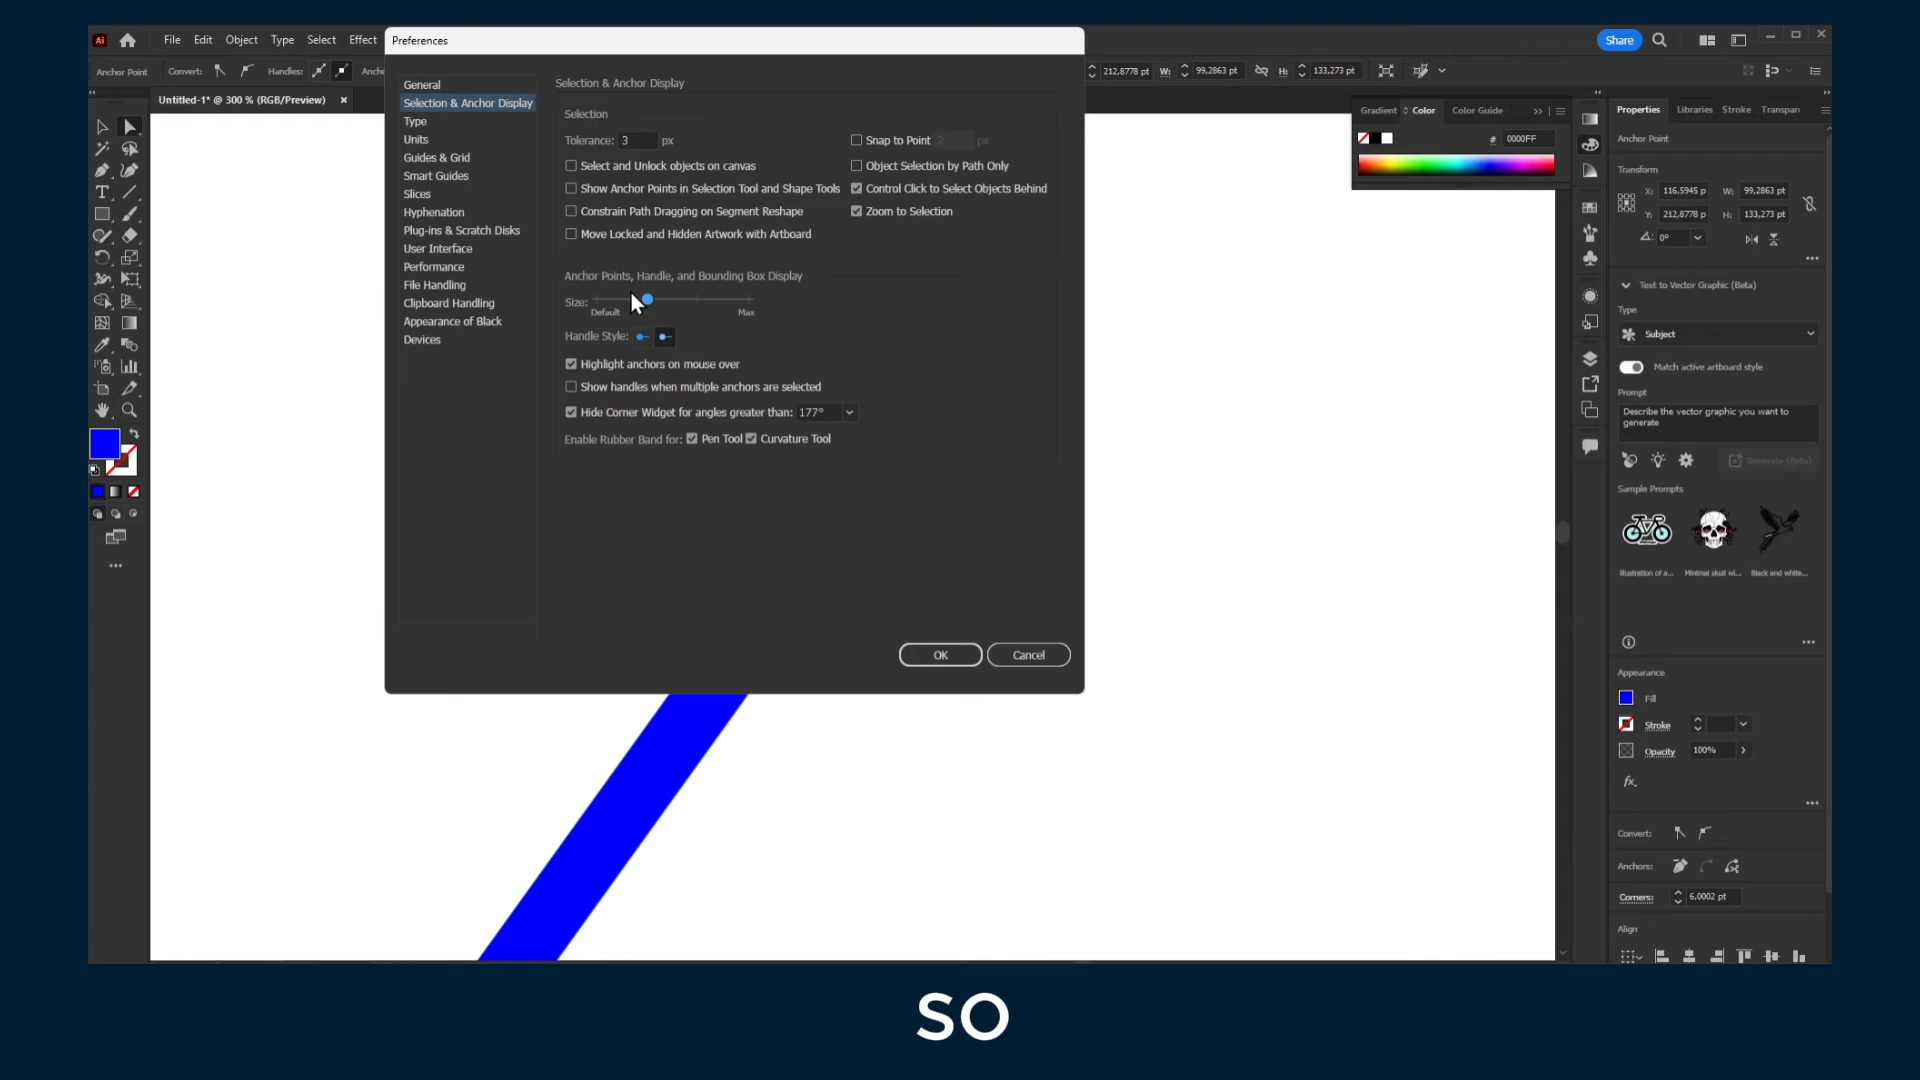 Ai File Edit Object Type Select Effect
Share
Anchor Point Convert: Handles: Ancho
212,8778 pt W: 99,2863 pt H: 133,273 pt
Untitled-1* @ 300 % (RGB/Preview) ×
Preferences
General
Selection & Anchor Display
Type
Units
Guides & Grid
Smart Guides
Slices
Hyphenation
Plug-ins & Scratch Disks
User Interface
Performance
File Handling
Clipboard Handling
Appearance of Black
Devices
Selection & Anchor Display
Selection
Tolerance: 3 px
Snap to Point 2 px
Select and Unlock objects on canvas
Object Selection by Path Only
Show Anchor Points in Selection Tool and Shape Tools
Control Click to Select Objects Behind
Constrain Path Dragging on Segment Reshape
Zoom to Selection
Move Locked and Hidden Artwork with Artboard
Anchor Points, Handle, and Bounding Box Display
Size:
Default Max
Handle Style:
Highlight anchors on mouse over
Show handles when multiple anchors are selected
Hide Corner Widget for angles greater than: 177°
Enable Rubber Band for: Pen Tool Curvature Tool
OK Cancel
Gradient Color Color Guide
# 0000FF
Properties Libraries Stroke Transpan
Anchor Point
Transform
X: 116,5945 p W: 99,2863 pt
Y: 212,8778 p H: 133,273 pt
0°
Text to Vector Graphic (Beta)
Type
Subject
Match active artboard style
Prompt
Describe the vector graphic you want to
generate
Generate (Beta)
Sample Prompts
Illustration of a... Minimal skull wi... Black and white...
Appearance
Fill
Stroke
Opacity 100%
fx.
Convert:
Anchors:
Corners: 6,0002 pt
Align
SO